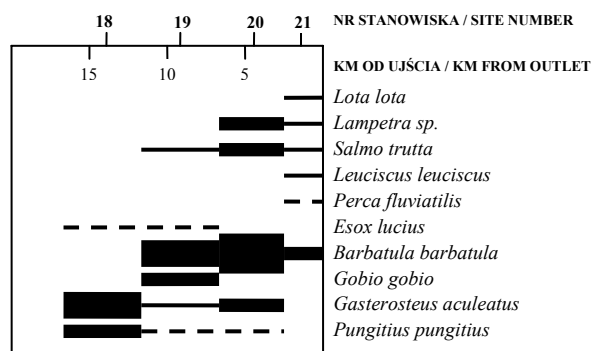 18 19 20 21 NR STANOWISKA / SITE NUMBER
15 10 5 KM OD UJŚCIA / KM FROM OUTLET
Lota lota
Lampetra sp.
Salmo trutta
Leuciscus leuciscus
Perca fluviatilis
Esox lucius
Barbatula barbatula
Gobio gobio
Gasterosteus aculeatus
Pungitius pungitius